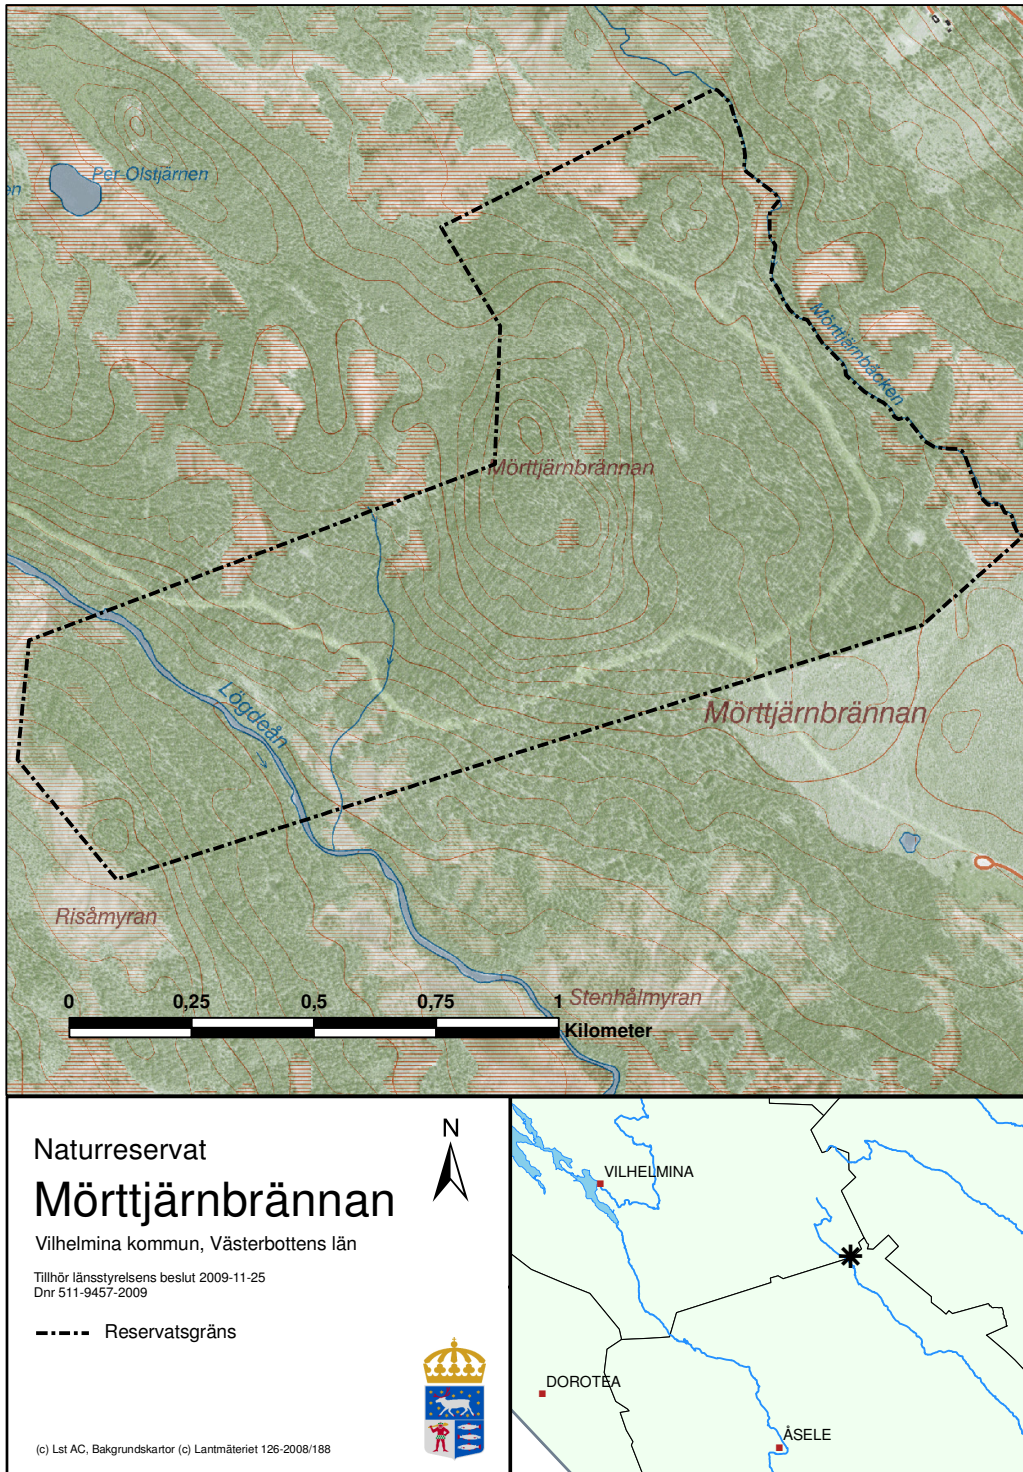 Per Olstjärnen
en
Mörttjärnbäcken
Mörttjärnbrännan
Lögdeån
Mörttjärnbrännan
Risåmyran
Stenhålmyran
0 0,25 0,5 0,75 1
Kilometer
Naturreservat
Mörttjärnbrännan
Vilhelmina kommun, Västerbottens län
Tillhör länsstyrelsens beslut 2009-11-25
Dnr 511-9457-2009
Reservatsgräns
(c) Lst AC, Bakgrundskartor (c) Lantmäteriet 126-2008/188
N
VILHELMINA
DOROTEA
ÅSELE